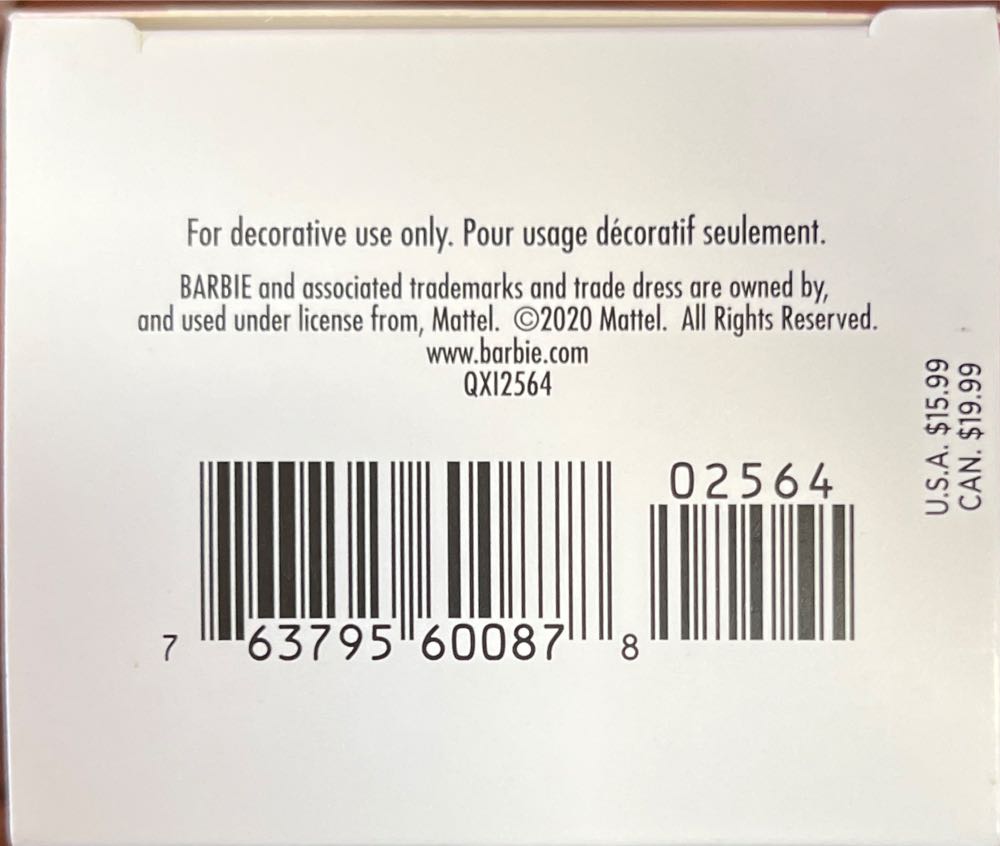 For decorative use only. Pour usage décoratif seulement.
BARBIE and associated trademarks and trade dress are owned by,
and used under license from, Mattel. ©2020 Mattel. All Rights Reserved.
www.barbie.com
QXI2564
02564
7 63795 60087 8
U.S.A. $15.99
CAN. $19.99